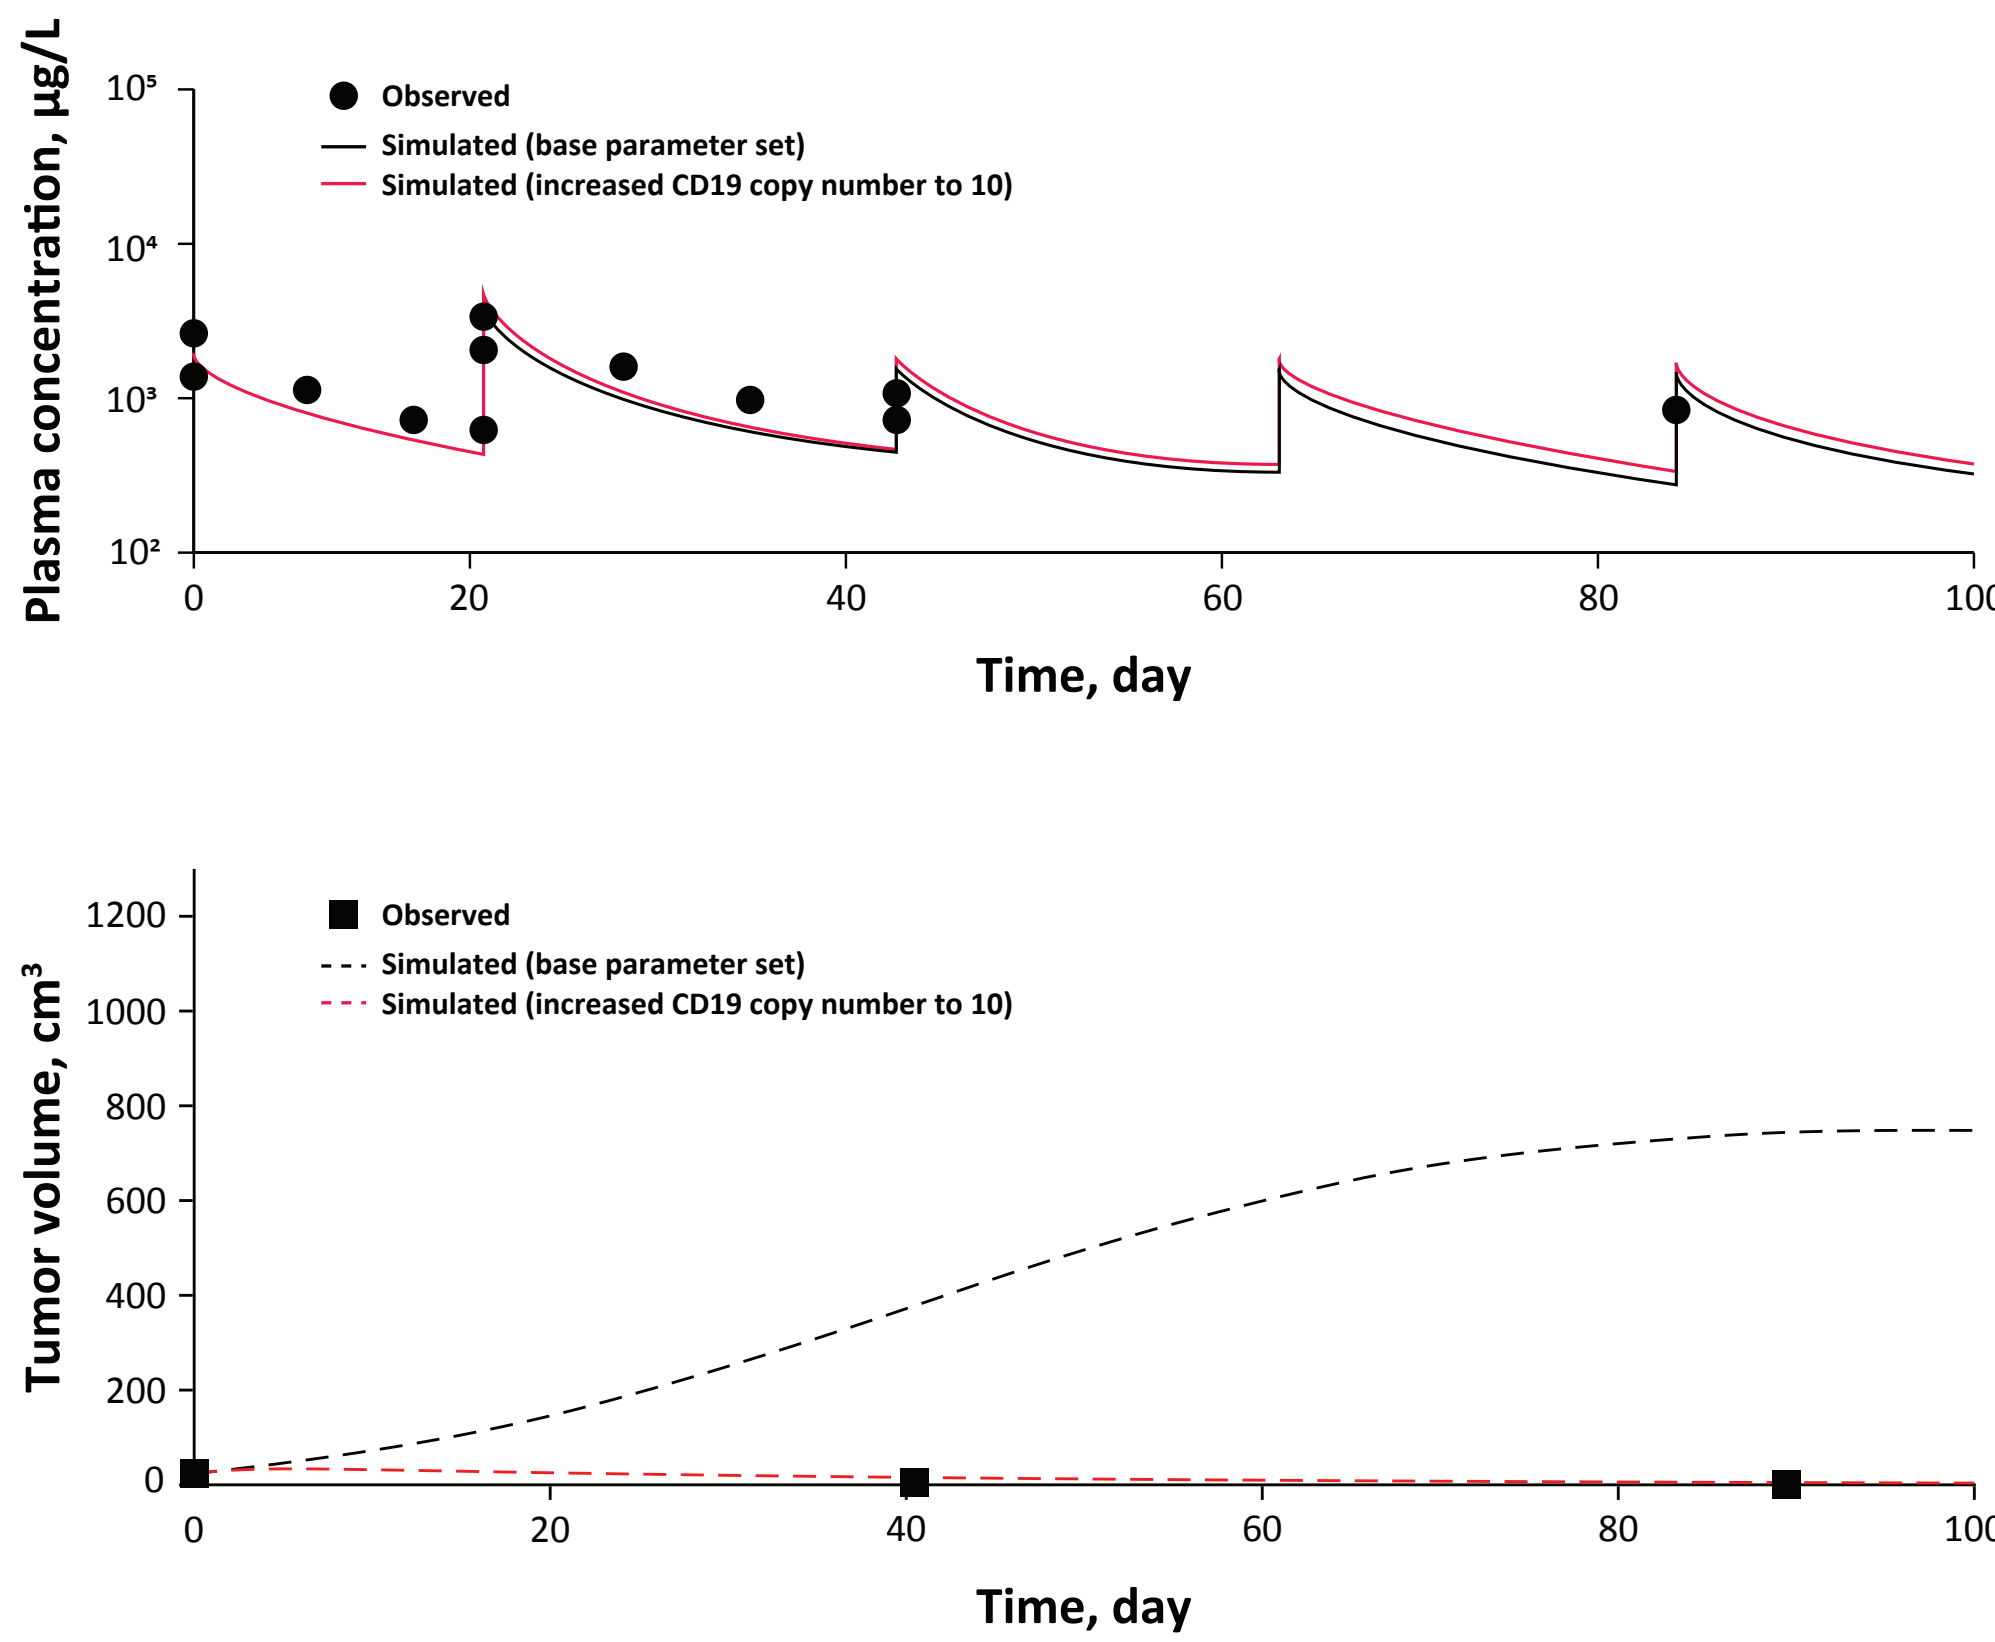 Plasma concentration, µg/L
10⁵
10⁴
10³
10²
Observed
Simulated (base parameter set)
Simulated (increased CD19 copy number to 10)
0 20 40 60 80 100
Time, day
Tumor volume, cm³
1200
1000
800
600
400
200
0
Observed
Simulated (base parameter set)
Simulated (increased CD19 copy number to 10)
0 20 40 60 80 100
Time, day